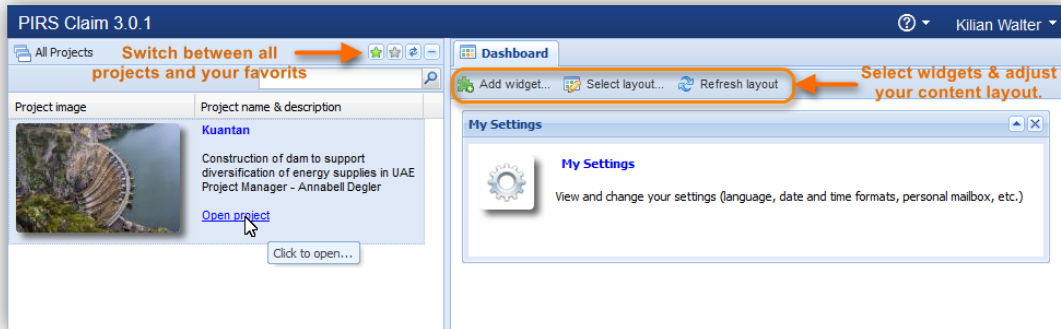 PIRS Claim 3.0.1
Kilian Walter
All Projects
Switch between all
projects and your favorits
Project image
Project name & description
Kuantan
Construction of dam to support
diversification of energy supplies in UAE
Project Manager - Annabell Degler
Open project
Click to open...
Dashboard
Add widget...
Select layout...
Refresh layout
Select widgets & adjust
your content layout.
My Settings
My Settings
View and change your settings (language, date and time formats, personal mailbox, etc.)